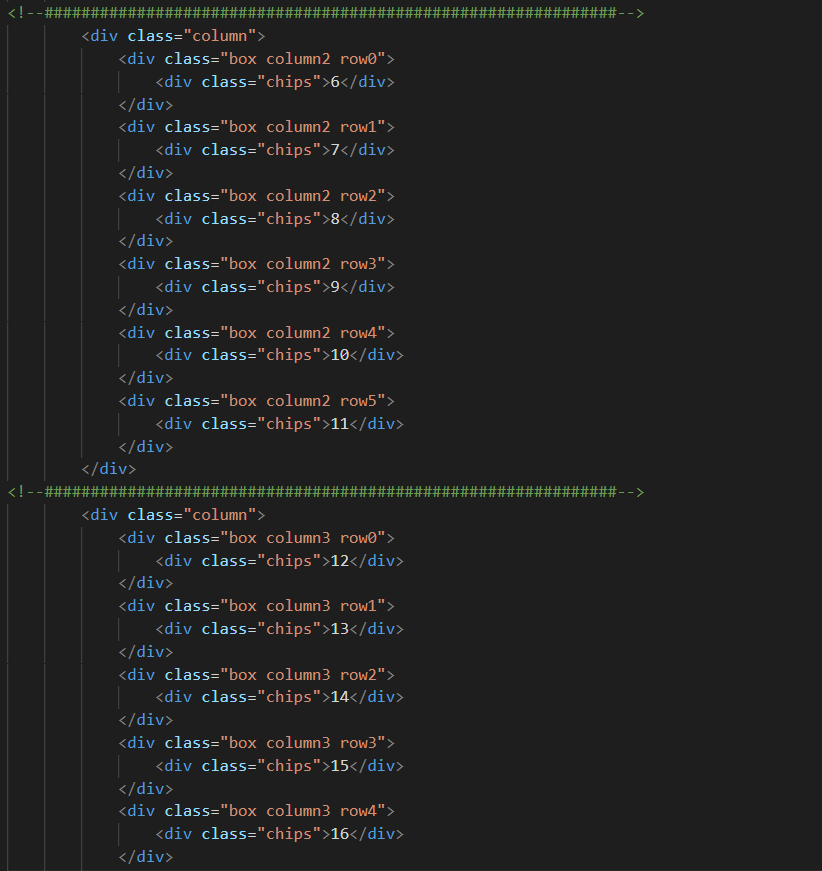 <!--##############################################################-->
<div class="column">
<div class="box column2 row0">
<div class="chips">6</div>
</div>
<div class="box column2 row1">
<div class="chips">7</div>
</div>
<div class="box column2 row2">
<div class="chips">8</div>
</div>
<div class="box column2 row3">
<div class="chips">9</div>
</div>
<div class="box column2 row4">
<div class="chips">10</div>
</div>
<div class="box column2 row5">
<div class="chips">11</div>
</div>
</div>
<!--##############################################################-->
<div class="column">
<div class="box column3 row0">
<div class="chips">12</div>
</div>
<div class="box column3 row1">
<div class="chips">13</div>
</div>
<div class="box column3 row2">
<div class="chips">14</div>
</div>
<div class="box column3 row3">
<div class="chips">15</div>
</div>
<div class="box column3 row4">
<div class="chips">16</div>
</div>